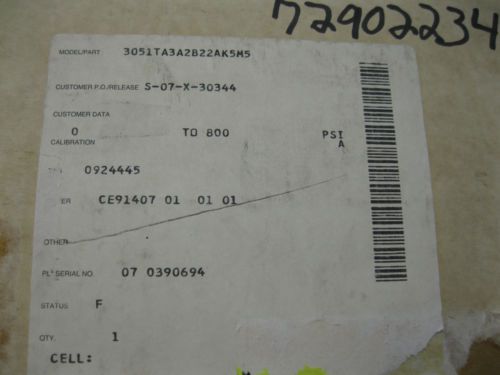 72902234
MODEL/PART 3051TA3A2B22AK5M5
CUSTOMER P.O./RELEASE S-07-X-30344
CUSTOMER DATA
0 TO 800 PSI
CALIBRATION A
0924445
ER CE91407 01 01 01
OTHER
SERIAL NO. 07 0390694
STATUS F
QTY. 1
CELL: